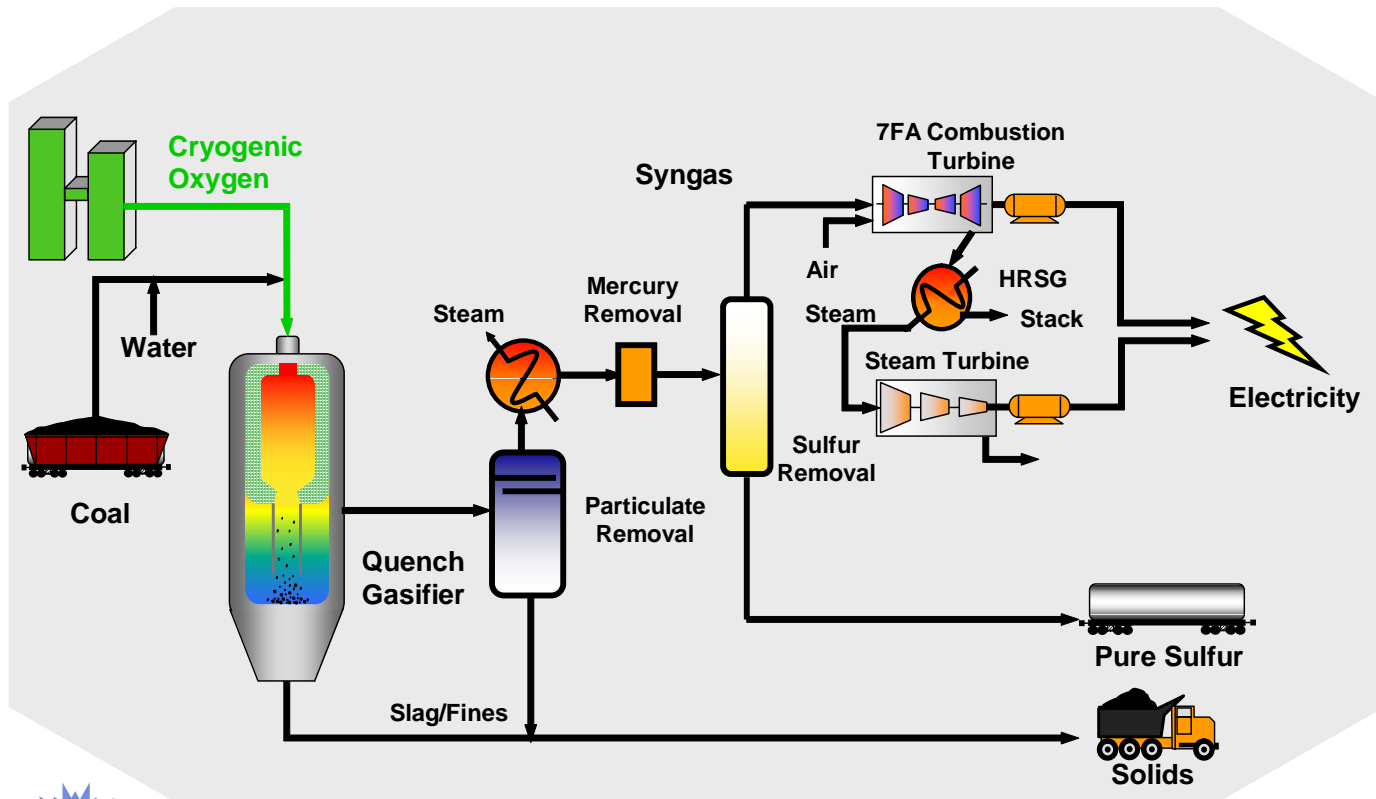 7FA Combustion
Turbine
Cryogenic
Oxygen
Syngas
Air
HRSG
Mercury
Removal
Steam
Steam
Stack
Water
Steam Turbine
Electricity
Sulfur
Removal
Coal
Particulate
Removal
Quench
Gasifier
Pure Sulfur
Slag/Fines
Solids